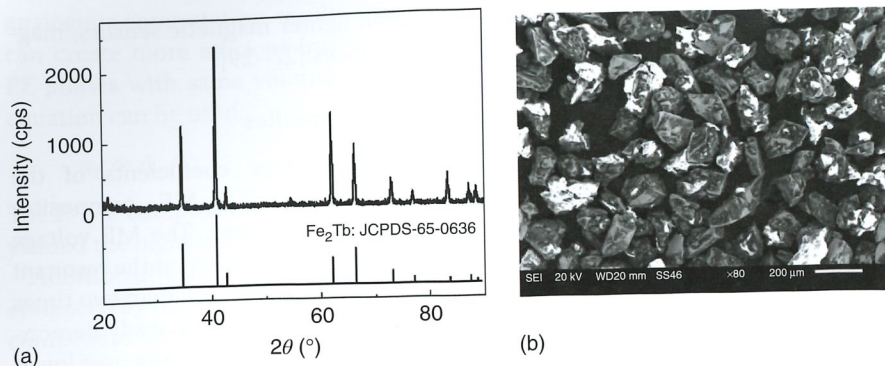 2000
1000
0
Intensity (cps)
Fe₂Tb: JCPDS-65-0636
20 40 60 80
2θ (°)
(a)
SEI 20 kV WD20 mm SS46 ×80 200 µm
(b)